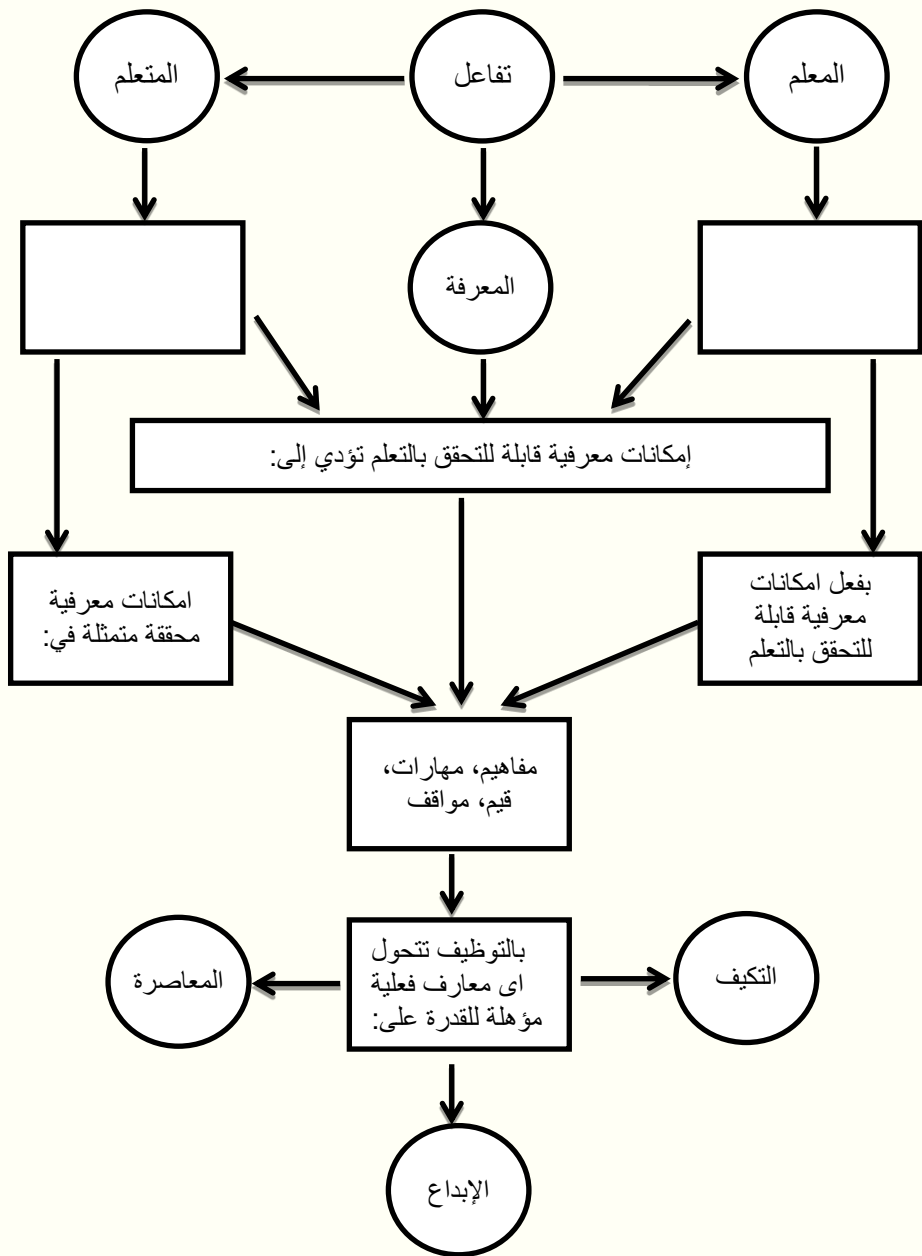 المعلم
تفاعل
المتعلم
المعرفة
إمكانات معرفية قابلة للتحقق بالتعلم تؤدي إلى:
بفعل امكانات
معرفية قابلة
للتحقق بالتعلم
امكانات معرفية
محققة متمثلة في:
مفاهيم، مهارات،
قيم، مواقف
بالتوظيف تتحول
اى معارف فعلية
مؤهلة للقدرة على:
التكيف
المعاصرة
الإبداع